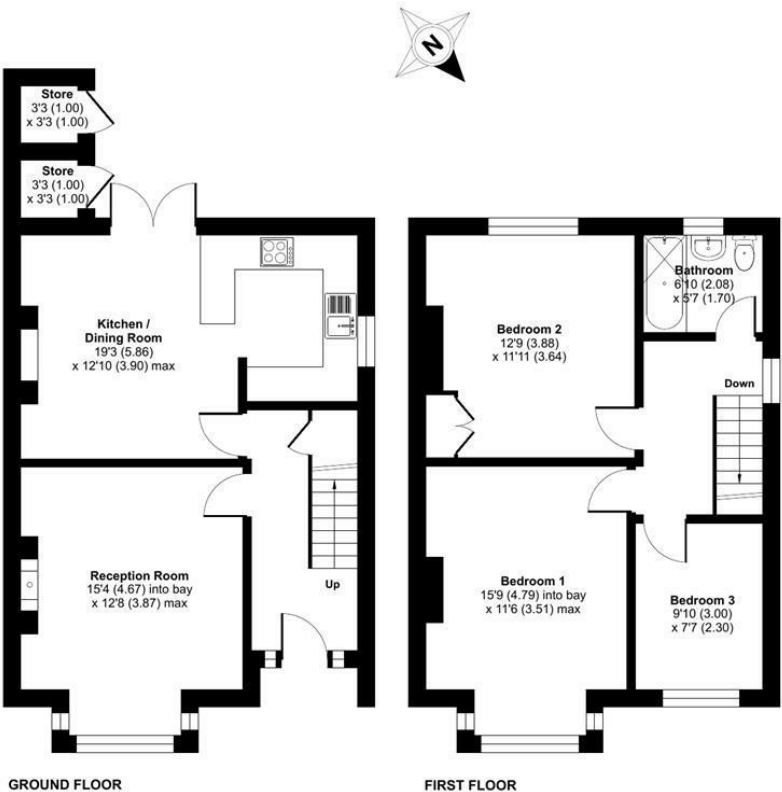 N
Store
3'3 (1.00)
x 3'3 (1.00)
Store
3'3 (1.00)
x 3'3 (1.00)
Kitchen /
Dining Room
19'3 (5.86)
x 12'10 (3.90) max
Reception Room
15'4 (4.67) into bay
x 12'8 (3.87) max
Up
GROUND FLOOR
Bedroom 2
12'9 (3.88)
x 11'11 (3.64)
Bathroom
6'10 (2.08)
x 5'7 (1.70)
Down
Bedroom 1
15'9 (4.79) into bay
x 11'6 (3.51) max
Bedroom 3
9'10 (3.00)
x 7'7 (2.30)
FIRST FLOOR